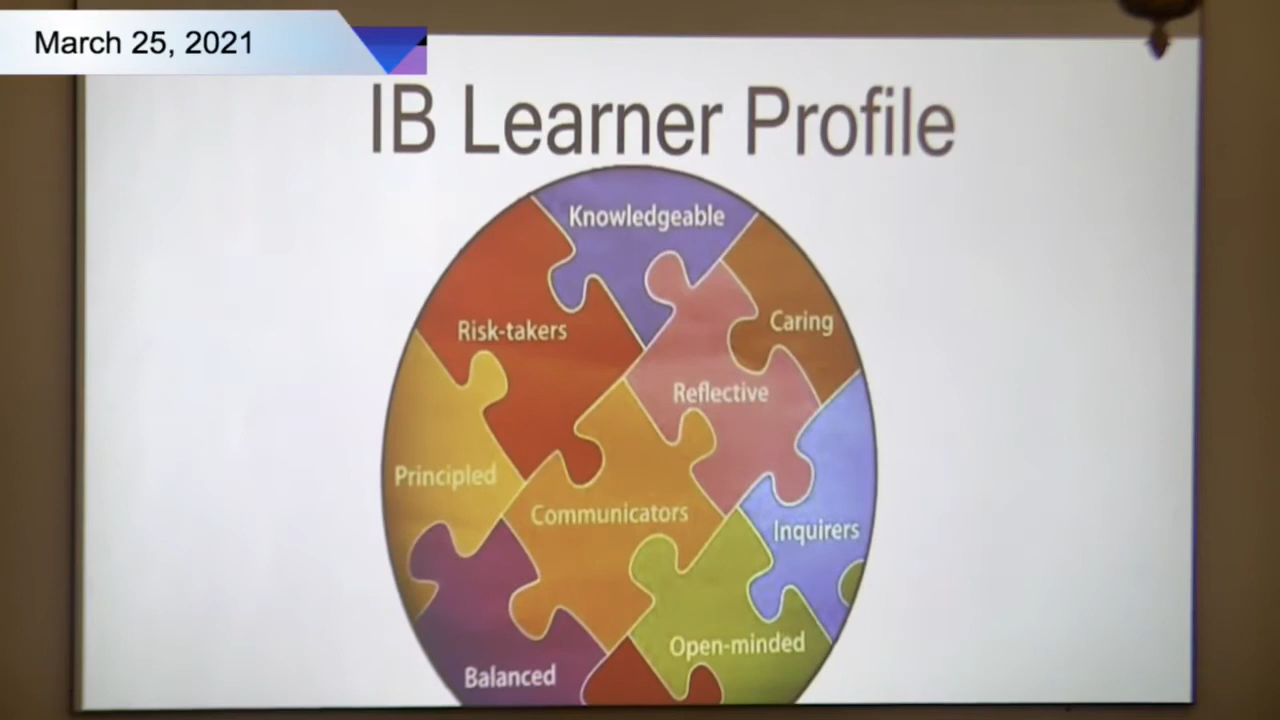 March 25, 2021
IB Learner Profile
Knowledgeable
Risk-takers
Caring
Reflective
Principled
Communicators
Inquirers
Open-minded
Balanced